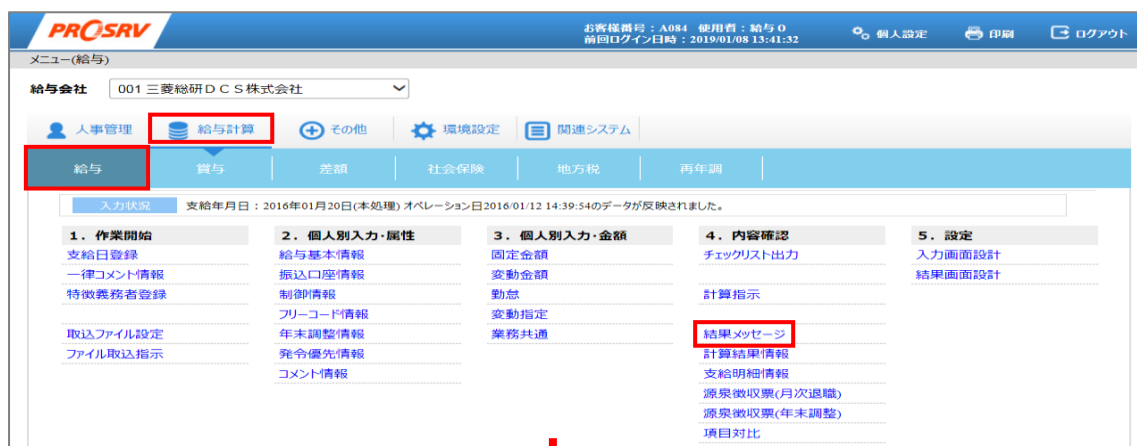 PROSRV
お客様番号：A084 使用者：給与０
前回ログイン日時：2019/01/08 13:41:32
個人設定 印刷 ログアウト
メニュー(給与)
給与会社 001 三菱総研ＤＣＳ株式会社
人事管理 給与計算 その他 環境設定 関連システム
給与 賞与 差額 社会保険 地方税 再年調
入力状況 支給年月日：2016年01月20日(本処理) オペレーション日2016/01/12 14:39:54のデータが反映されました。
1．作業開始
支給日登録
一律コメント情報
特徴義務者登録
取込ファイル設定
ファイル取込指示
2．個人別入力・属性
給与基本情報
振込口座情報
制御情報
フリーコード情報
年末調整情報
発令優先情報
コメント情報
3．個人別入力・金額
固定金額
変動金額
勤怠
変動指定
業務共通
4．内容確認
チェックリスト出力
計算指示
結果メッセージ
計算結果情報
支給明細情報
源泉徴収票(月次退職)
源泉徴収票(年末調整)
項目対比
5．設定
入力画面設計
結果画面設計